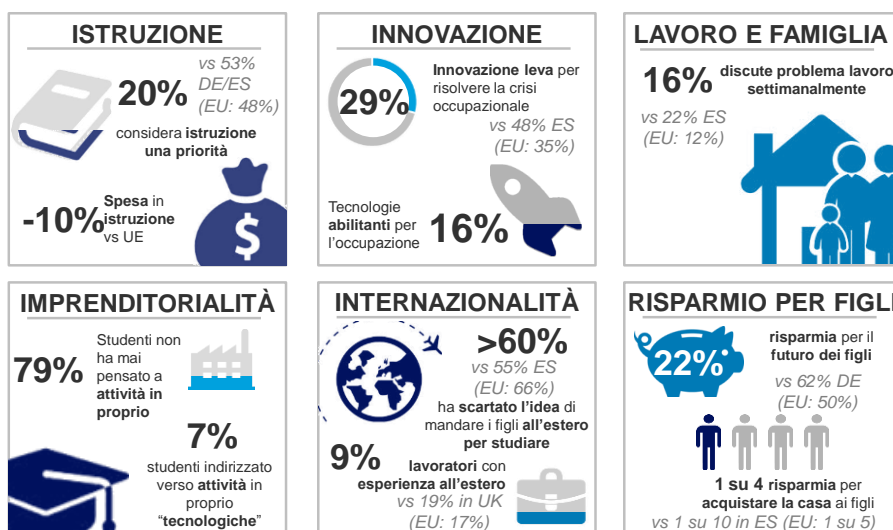 ISTRUZIONE
20%
vs 53%
DE/ES
(EU: 48%)
considera istruzione
una priorità
-10%
Spesa in
istruzione
vs UE
$
INNOVAZIONE
29%
Innovazione leva per
risolvere la crisi
occupazionale
vs 48% ES
(EU: 35%)
Tecnologie
abilitanti per
l'occupazione
16%
LAVORO E FAMIGLIA
16%
discute problema lavoro
settimanalmente
vs 22% ES
(EU: 12%)
IMPRENDITORIALITÀ
79%
Studenti non
ha mai
pensato a
attività in
proprio
7%
studenti indirizzato
verso attività in
proprio
“tecnologiche”
INTERNAZIONALITÀ
>60%
vs 55% ES
(EU: 66%)
ha scartato l'idea di
mandare i figli all'estero
per studiare
9%
lavoratori con
esperienza all'estero
vs 19% in UK
(EU: 17%)
RISPARMIO PER FIGLI
22%
risparmia per il
futuro dei figli
vs 62% DE
(EU: 50%)
1 su 4 risparmia per
acquistare la casa ai figli
vs 1 su 10 in ES (EU: 1 su 5)